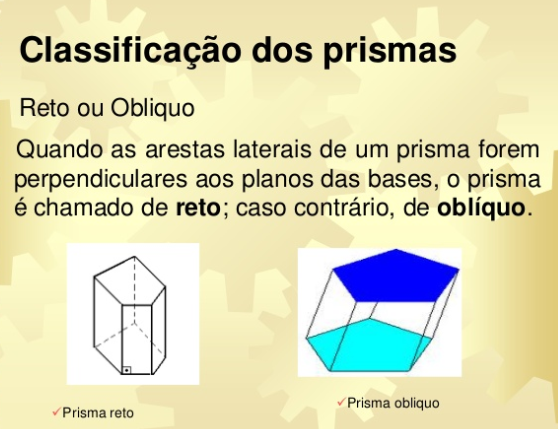 Classificação dos prismas
Reto ou Obliquo
Quando as arestas laterais de um prisma forem
perpendiculares aos planos das bases, o prisma
é chamado de reto; caso contrário, de oblíquo.
✓Prisma reto
✓Prisma obliquo